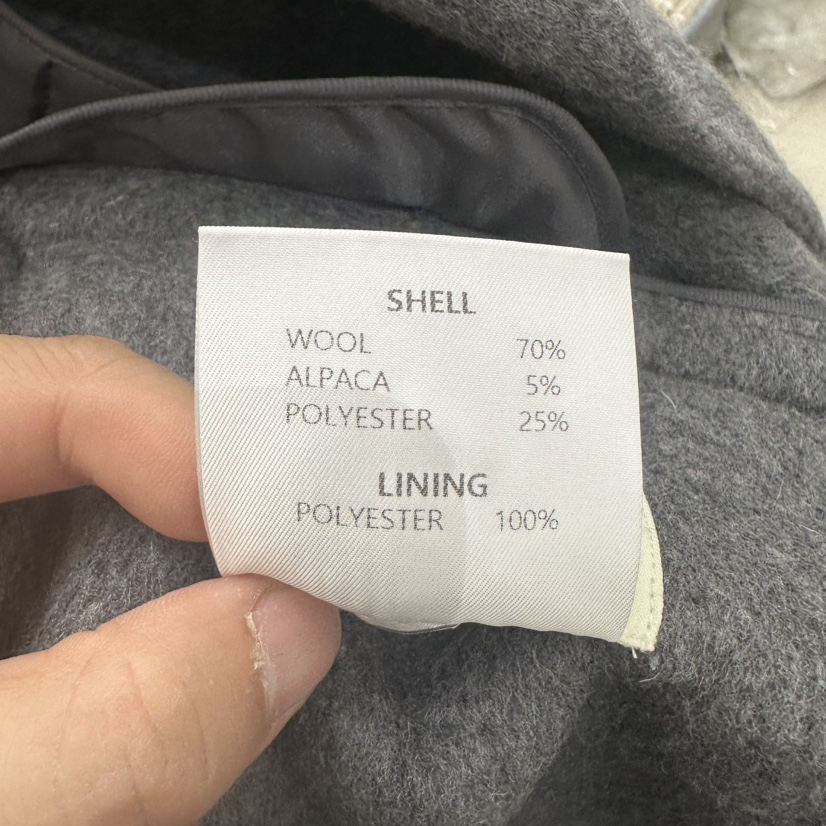 SHELL
WOOL 70%
ALPACA 5%
POLYESTER 25%
LINING
POLYESTER 100%